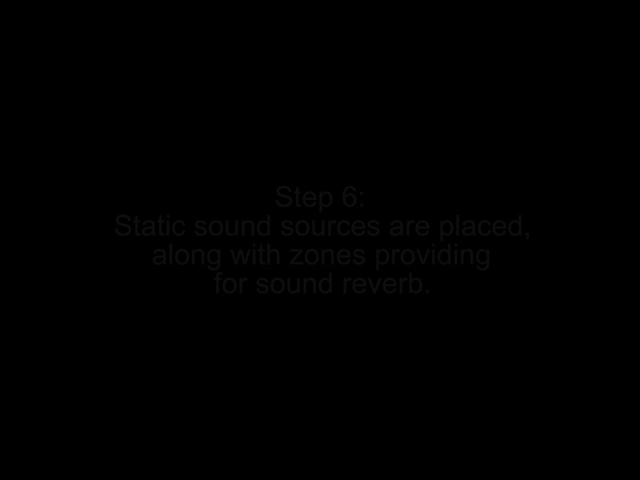 Step 6:
Static sound sources are placed,
along with zones providing
for sound reverb.